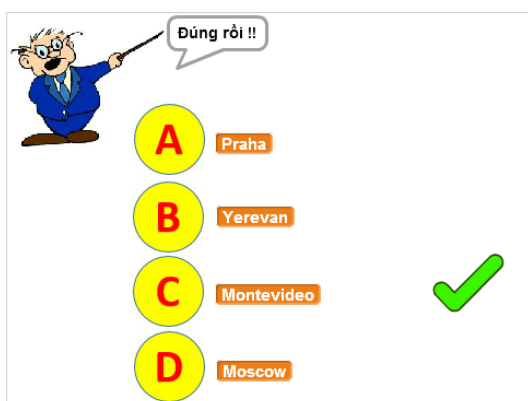 Đúng rồi !!
A Praha
B Yerevan
C Montevideo
D Moscow